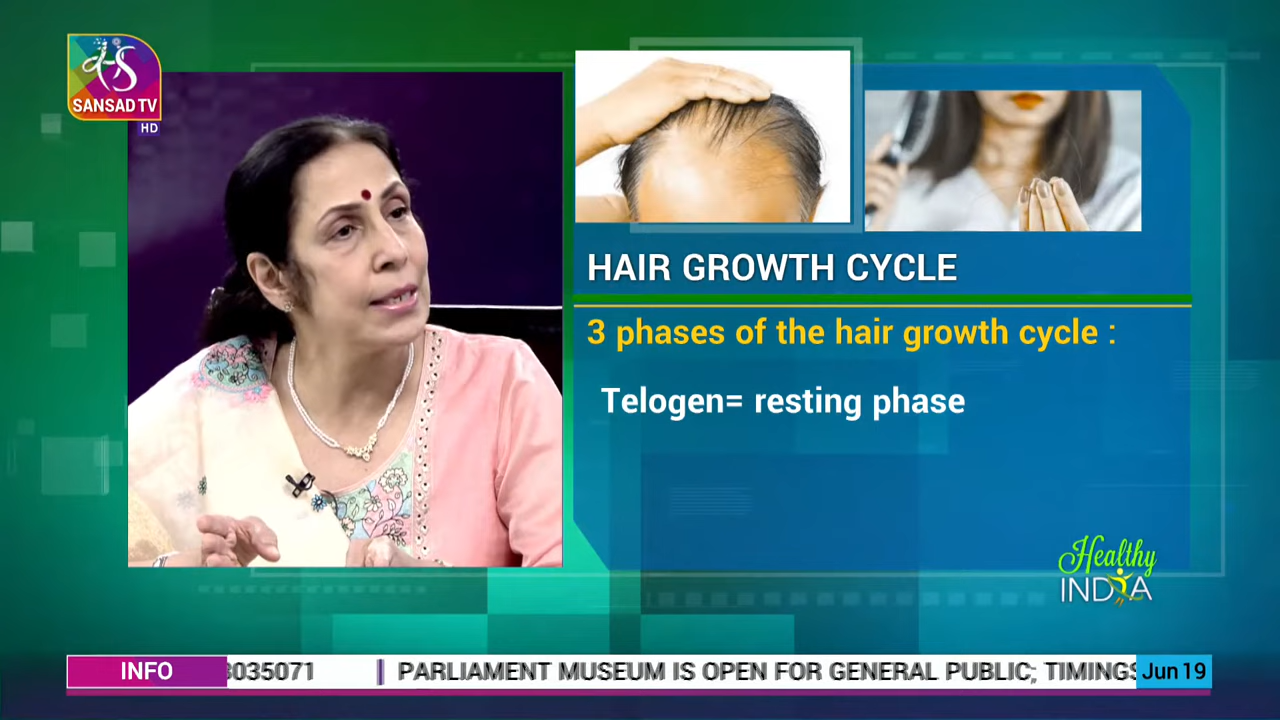 SANSAD TV
HD
HAIR GROWTH CYCLE
3 phases of the hair growth cycle :
Telogen= resting phase
Healthy
INDIA
INFO
3035071 | PARLIAMENT MUSEUM IS OPEN FOR GENERAL PUBLIC; TIMINGS
Jun 19